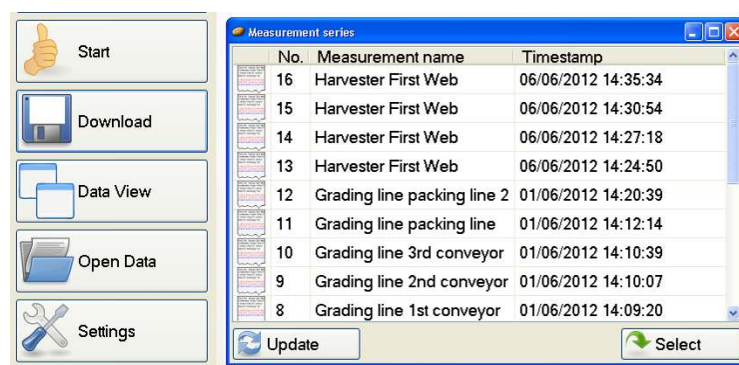 Start
Download
Data View
Open Data
Settings
Measurement series
No. Measurement name Timestamp
16 Harvester First Web 06/06/2012 14:35:34
15 Harvester First Web 06/06/2012 14:30:54
14 Harvester First Web 06/06/2012 14:27:18
13 Harvester First Web 06/06/2012 14:24:50
12 Grading line packing line 2 01/06/2012 14:20:39
11 Grading line packing line 01/06/2012 14:12:14
10 Grading line 3rd conveyor 01/06/2012 14:10:39
9 Grading line 2nd conveyor 01/06/2012 14:10:07
8 Grading line 1st conveyor 01/06/2012 14:09:20
Update
Select